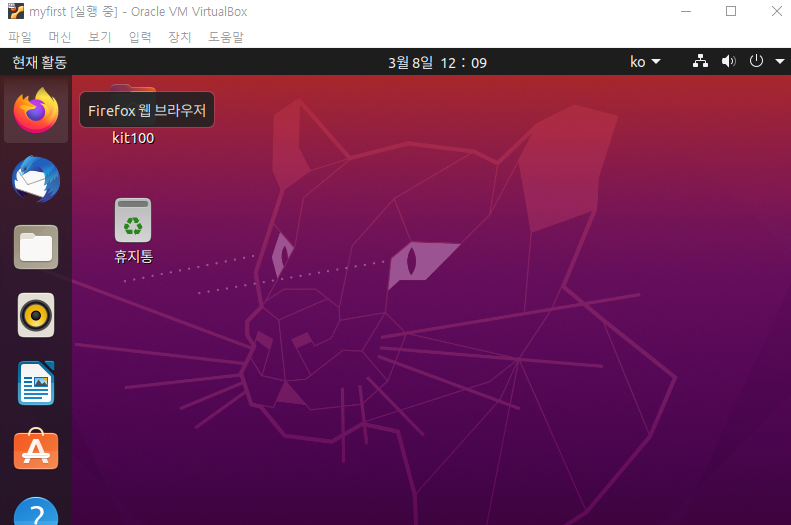 myfirst [실행 중] - Oracle VM VirtualBox
파일 머신 보기 입력 장치 도움말
현재 활동 3월 8일 12 : 09 ko
Firefox 웹 브라우저
kit100
휴지통